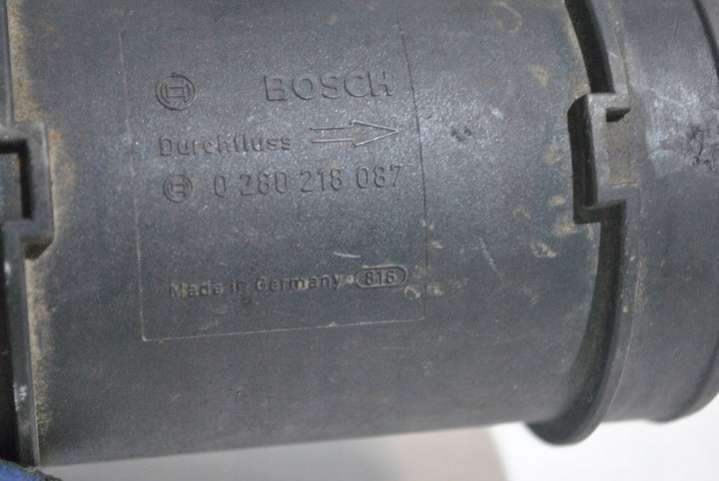 BOSCH
Durchfluss
0 280 218 087
Made in Germany 816